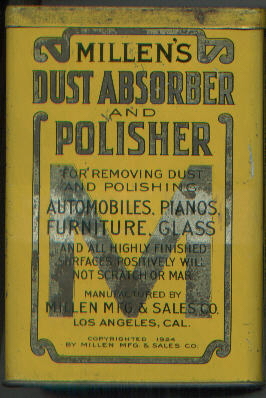 MILLEN'S
DUST ABSORBER
AND
POLISHER
FOR REMOVING DUST
AND POLISHING
AUTOMOBILES, PIANOS,
FURNITURE, GLASS
AND ALL HIGHLY FINISHED
SURFACES. POSITIVELY WILL
NOT SCRATCH OR MAR.
MANUFACTURED BY
MILLEN MFG. & SALES CO.
LOS ANGELES, CAL.
COPYRIGHTED 1924
BY MILLEN MFG. & SALES CO.
M